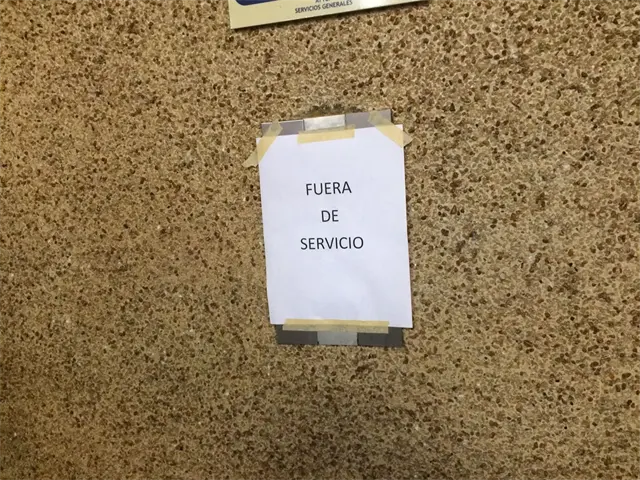 SERVICIOS GENERALES
FUERA
DE
SERVICIO